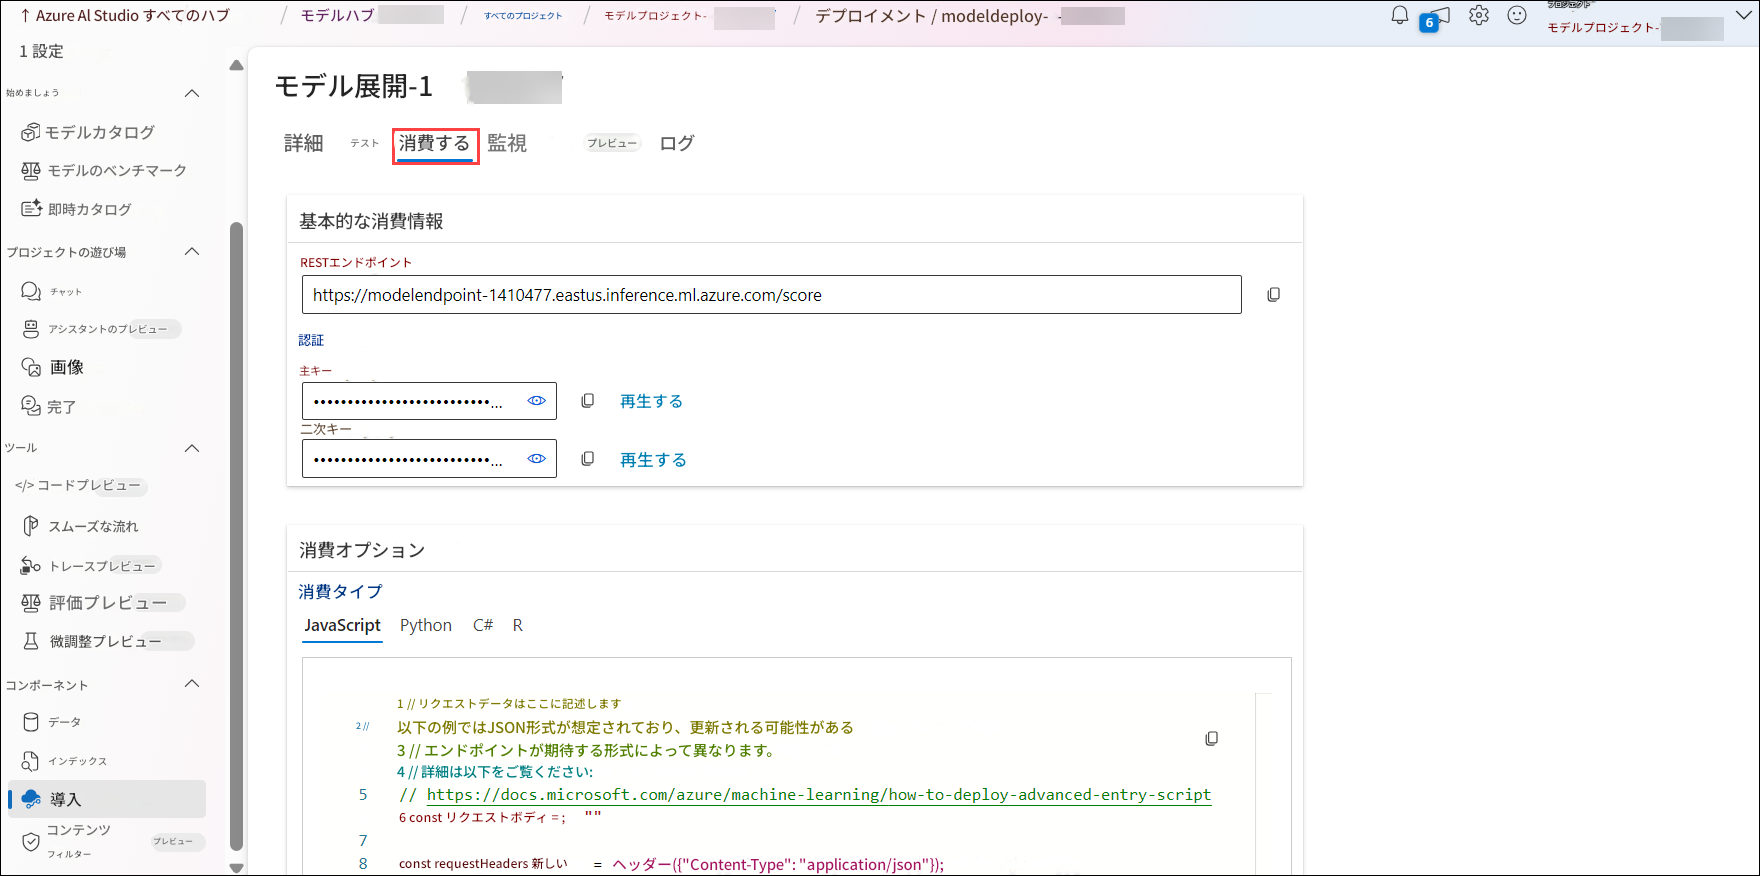 ↑ Azure AI Studio すべてのハブ / モデルハブ / すべてのプロジェクト / モデルプロジェクト- / デプロイメント / modeldeploy- -
6
プロジェクト
モデルプロジェクト-
1 設定
始めましょう
モデルカタログ
モデルのベンチマーク
即時カタログ
プロジェクトの遊び場
チャット
アシスタントのプレビュー
画像
完了
ツール
</> コードプレビュー
スムーズな流れ
トレースプレビュー
評価プレビュー
微調整プレビュー
コンポーネント
データ
インデックス
導入
コンテンツ
フィルター
プレビュー
モデル展開-1
詳細 テスト 消費する 監視 プレビュー ログ
基本的な消費情報
RESTエンドポイント
https://modelendpoint-1410477.eastus.inference.ml.azure.com/score
認証
主キー
••••••••••••••••••••••••••... 再生する
二次キー
••••••••••••••••••••••••••... 再生する
消費オプション
消費タイプ
JavaScript Python C# R
1 // リクエストデータはここに記述します
2 // 以下の例ではJSON形式が想定されており、更新される可能性がある
3 // エンドポイントが期待する形式によって異なります。
4 // 詳細は以下をご覧ください:
5 // https://docs.microsoft.com/azure/machine-learning/how-to-deploy-advanced-entry-script
6 const リクエストボディ = ; ""
7
8 const requestHeaders 新しい = ヘッダー({"Content-Type": "application/json"});